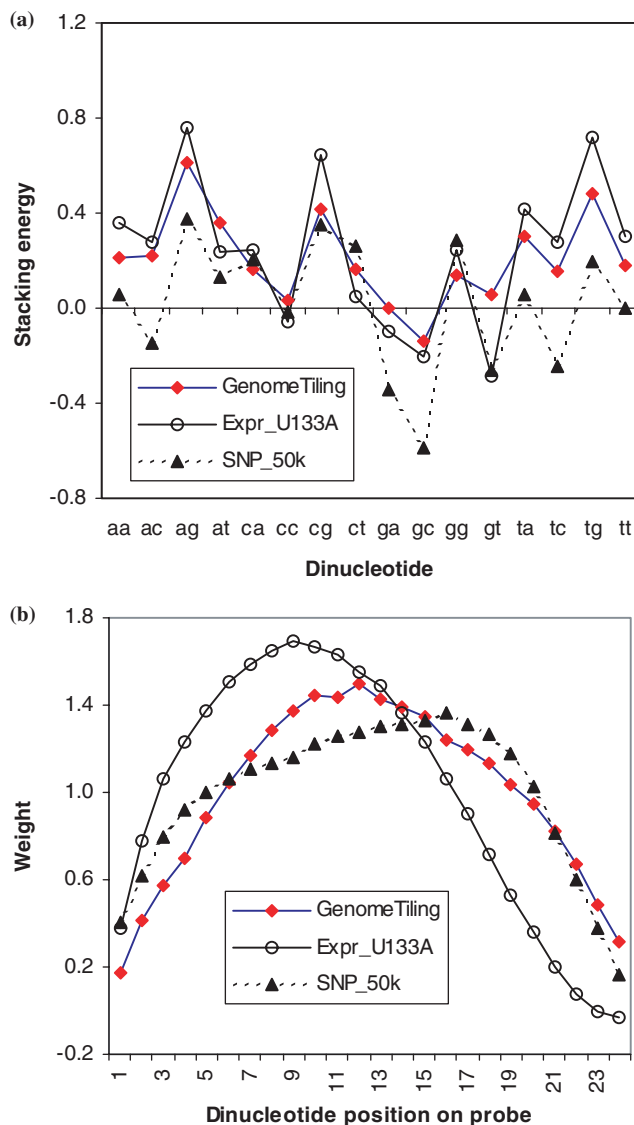 (a)
1.2
0.8
0.4
0.0
-0.4
-0.8
Stacking energy
GenomeTiling
Expr_U133A
SNP_50k
aa ac ag at ca cc cg ct ga gc gg gt ta tc tg tt
Dinucleotide
(b)
1.8
1.4
1.0
0.6
0.2
-0.2
Weight
GenomeTiling
Expr_U133A
SNP_50k
1 3 5 7 9 11 13 15 17 19 21 23
Dinucleotide position on probe